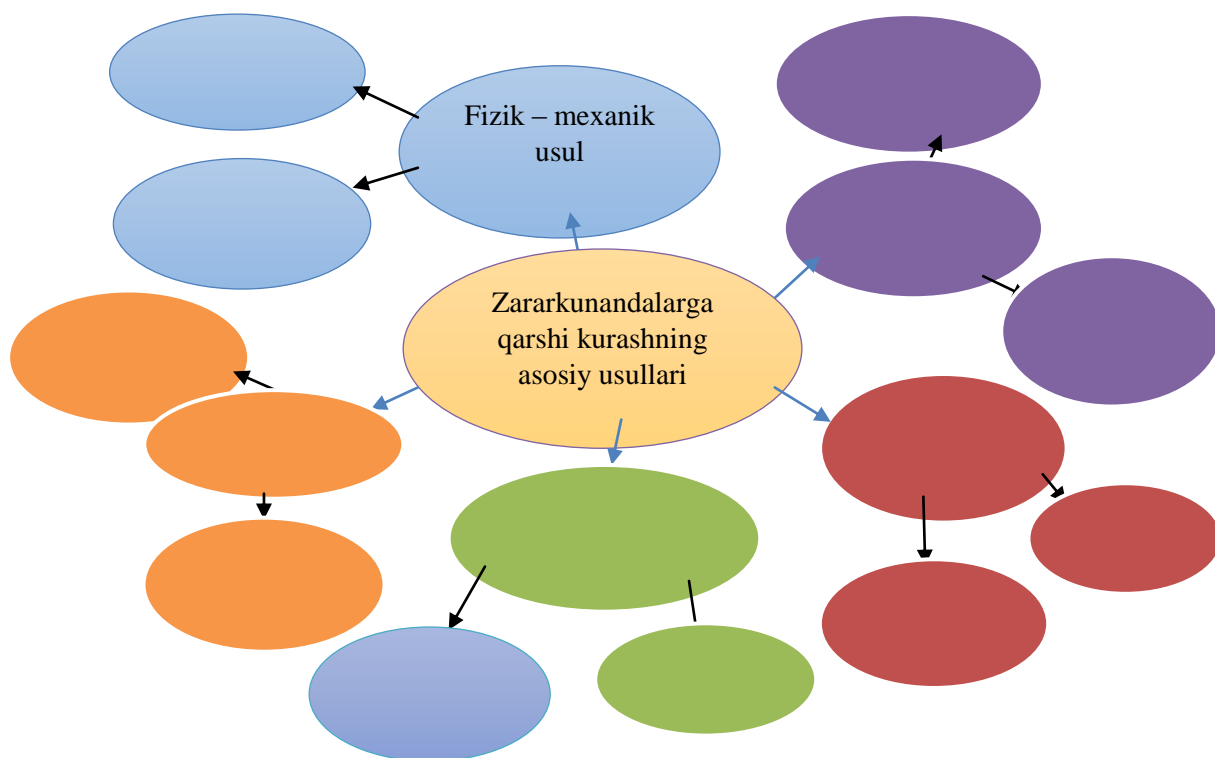 Fizik – mexanik
usul
Zararkunandalarga
qarshi kurashning
asosiy usullari